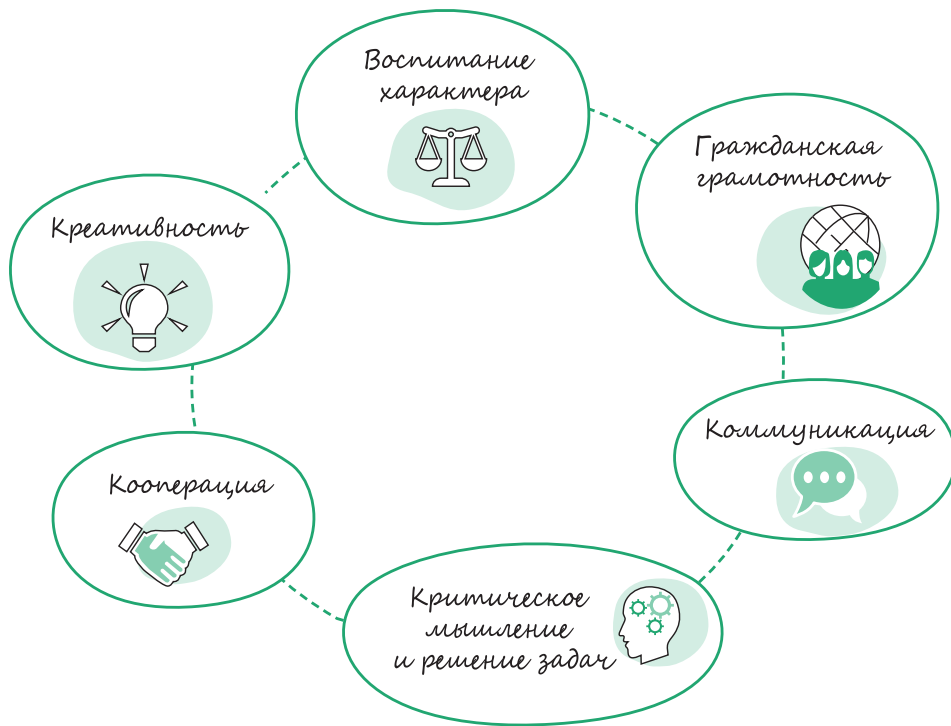 Воспитание
характера
Гражданская
грамотность
Креативность
Коммуникация
Кооперация
Критическое
мышление
и решение задач